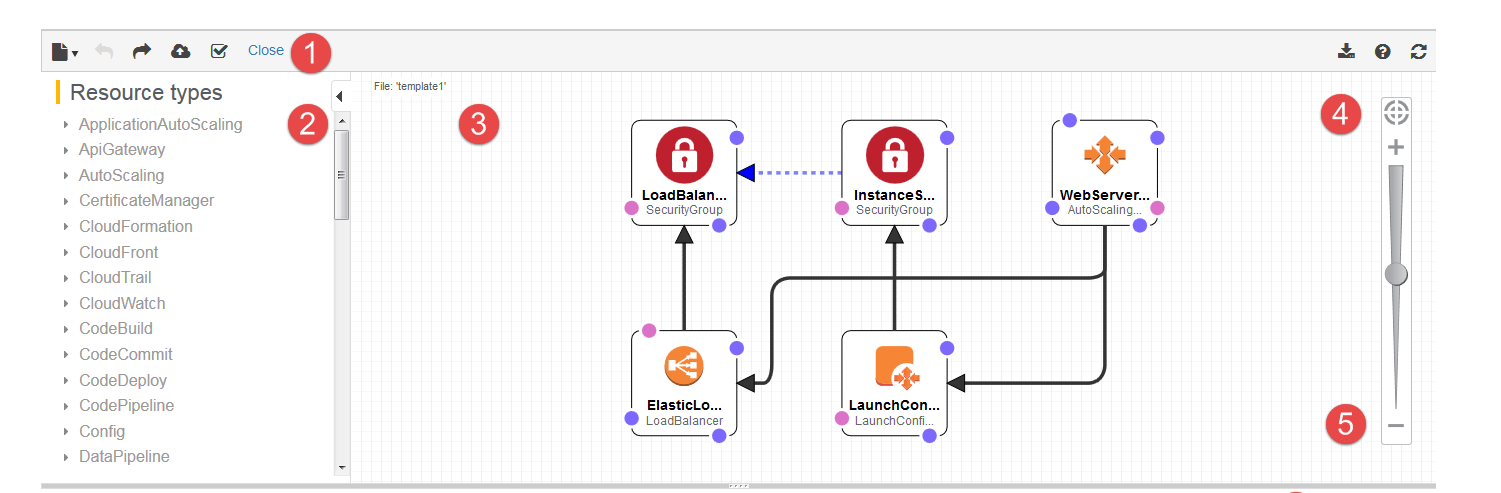 Close
1
Resource types
File: 'template1'
2
3
4
5
ApplicationAutoScaling
ApiGateway
AutoScaling
CertificateManager
CloudFormation
CloudFront
CloudTrail
CloudWatch
CodeBuild
CodeCommit
CodeDeploy
CodePipeline
Config
DataPipeline
LoadBalan...
SecurityGroup
InstanceS...
SecurityGroup
WebServer...
AutoScaling...
ElasticLo...
LoadBalancer
LaunchCon...
LaunchConfi...